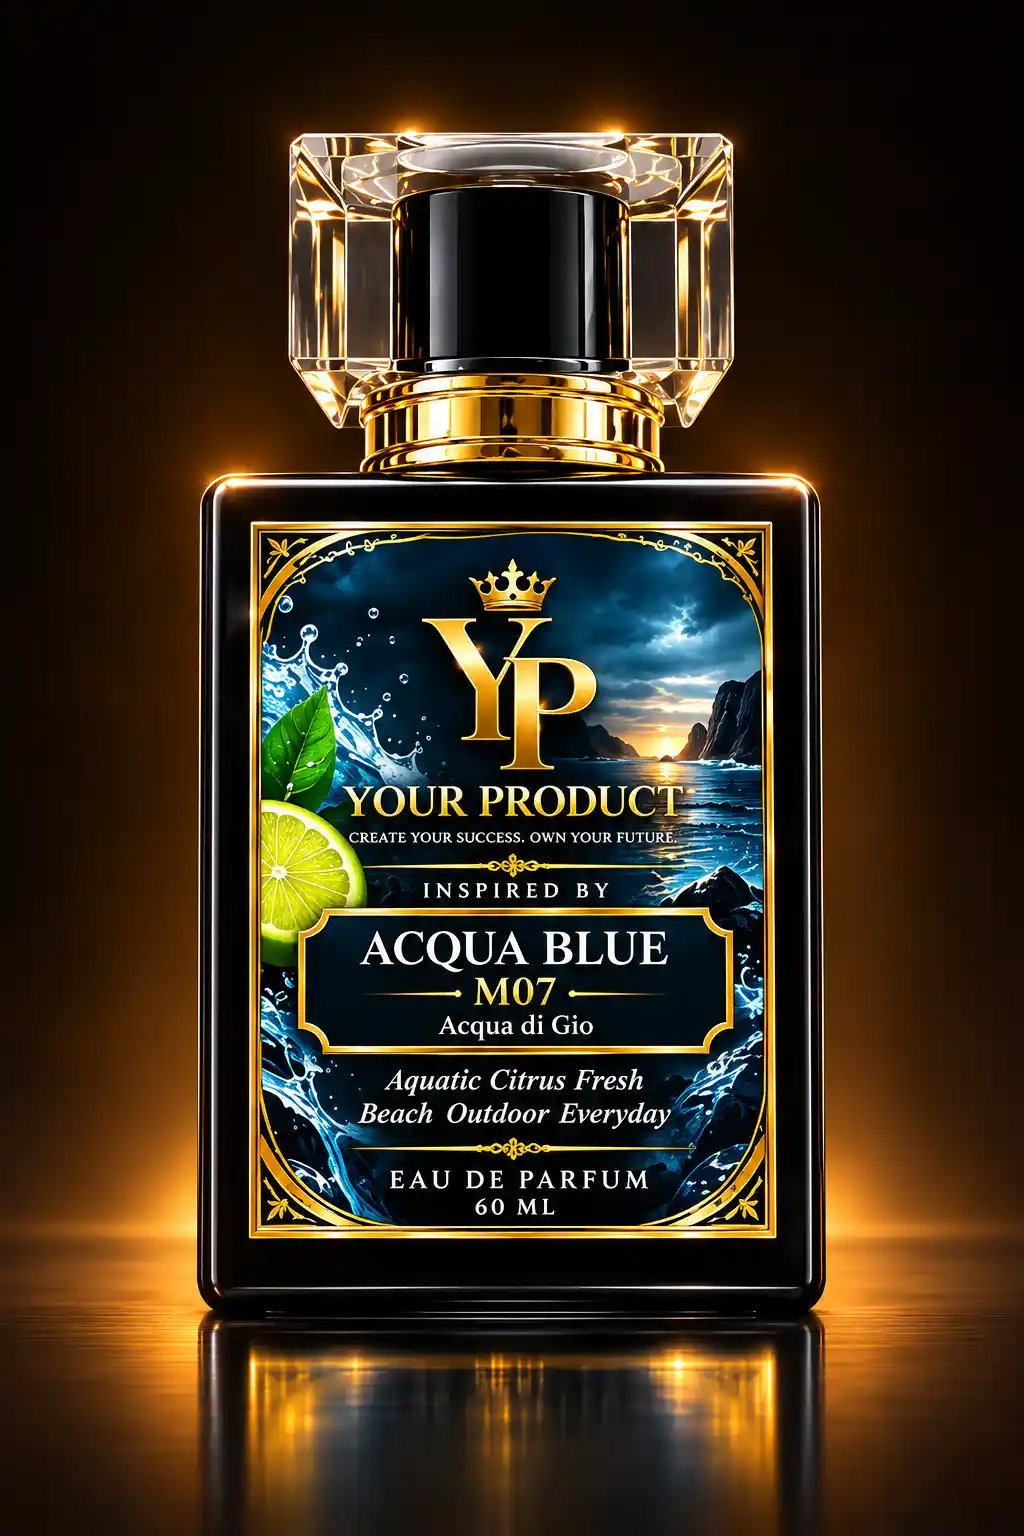 YP
YOUR PRODUCT
CREATE YOUR SUCCESS. OWN YOUR FUTURE.
INSPIRED BY
ACQUA BLUE
M07
Acqua di Gio
Aquatic Citrus Fresh
Beach Outdoor Everyday
EAU DE PARFUM
60 ML